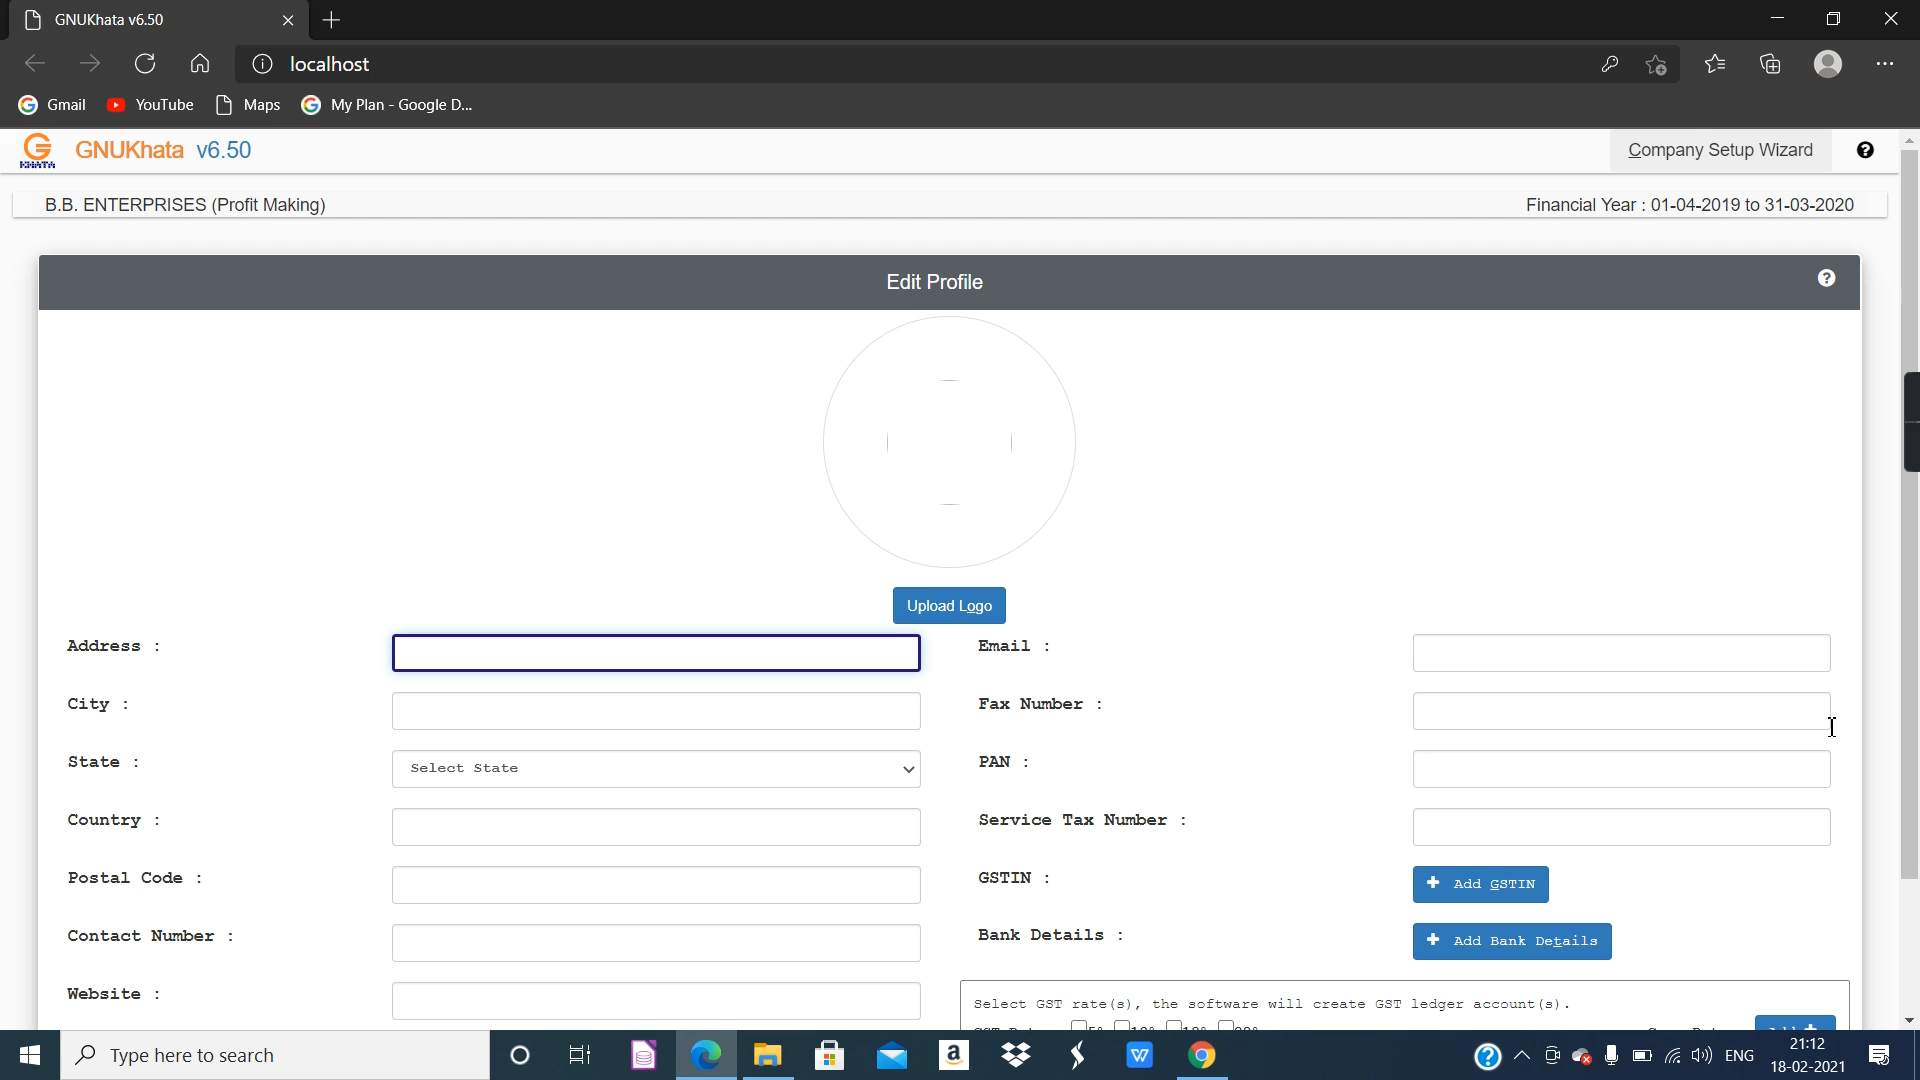 GNUKhata v6.50
localhost
Gmail YouTube Maps My Plan - Google D...
KHATA
GNUKhata v6.50 Company Setup Wizard
B.B. ENTERPRISES (Profit Making) Financial Year : 01-04-2019 to 31-03-2020
Edit Profile
Upload Logo
Address : Email :
City : Fax Number :
State : Select State PAN :
Country : Service Tax Number :
Postal Code : GSTIN : + Add GSTIN
Contact Number : Bank Details : + Add Bank Details
Website :
Select GST rate(s), the software will create GST ledger account(s).
Type here to search
ENG
21:12
18-02-2021